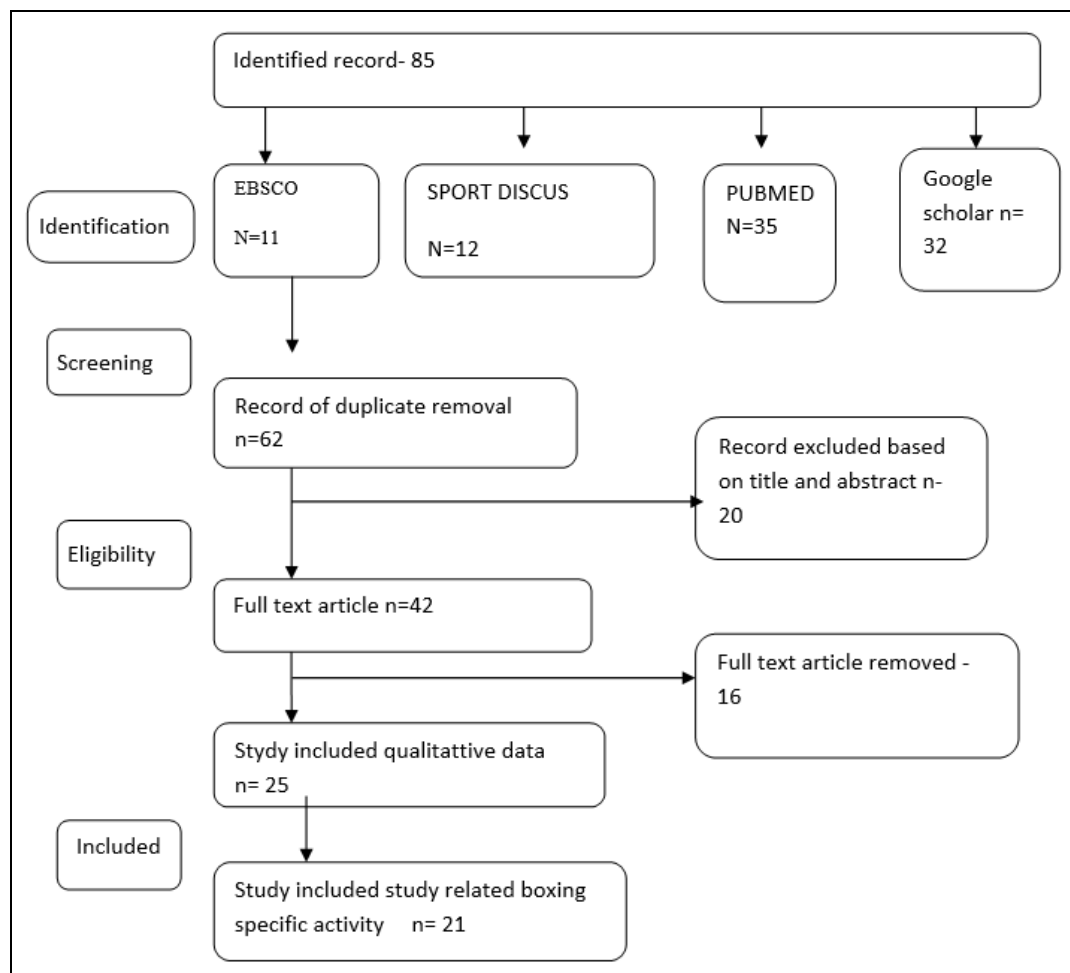 Identified record- 85
Identification
EBSCO
N=11
SPORT DISCUS
N=12
PUBMED
N=35
Google
scholar n=
32
Screening
Record of duplicate removal
n=62
Record excluded based
on title and abstract n-
20
Eligibility
Full text article n=42
Full text article removed -
16
Stydy included qualitattive data
n= 25
Included
Study included study related boxing
specific activity n= 21